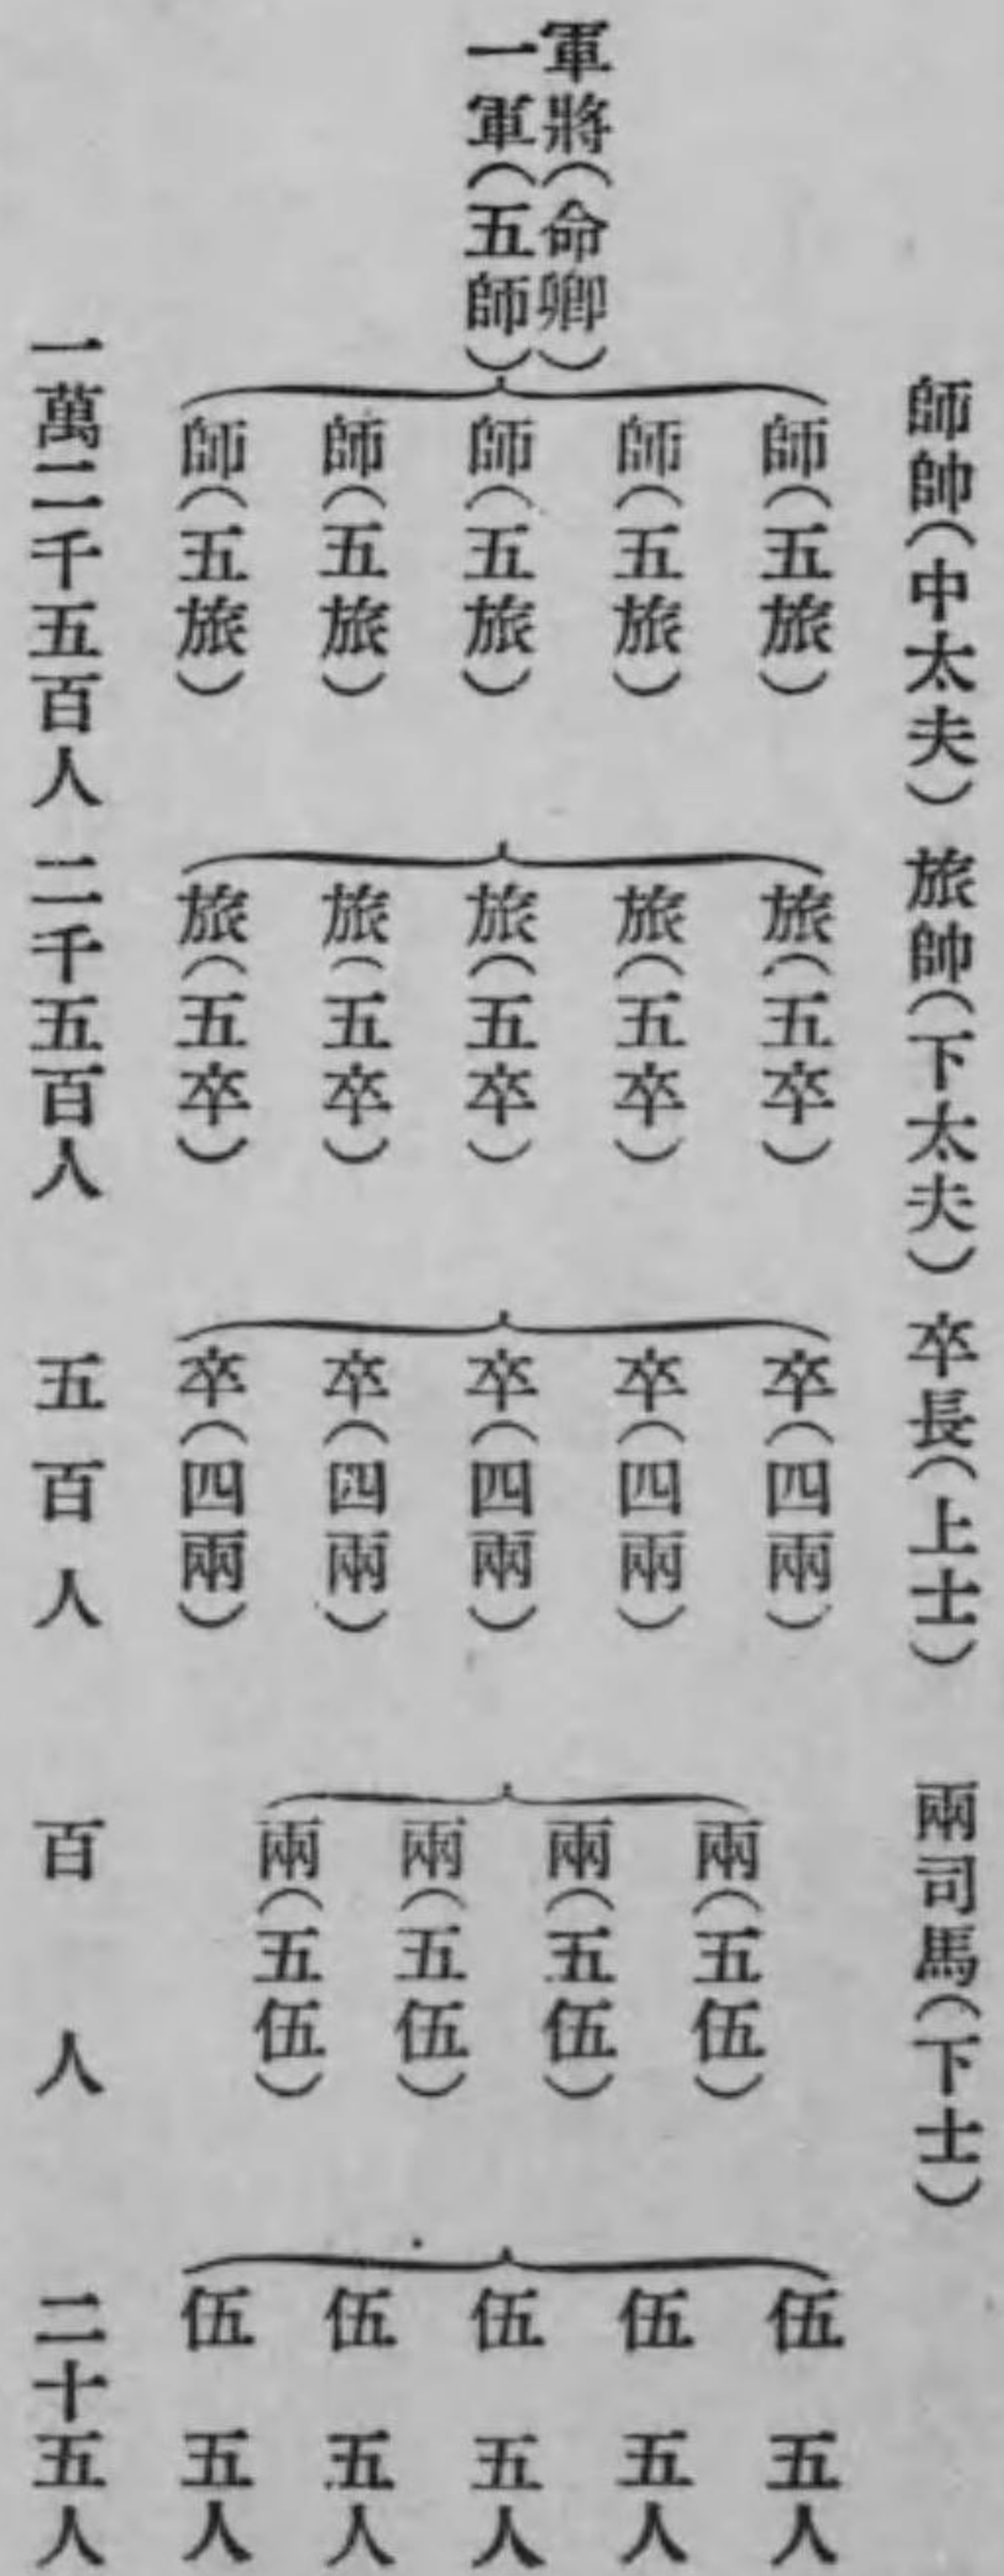 師帥(中太夫)
旅帥(下太夫)
卒長(上士)
兩司馬(下士)
軍將(命卿)
一軍(五師)
師(五旅)
師(五旅)
師(五旅)
師(五旅)
師(五旅)
一萬二千五百人
旅(五卒)
旅(五卒)
旅(五卒)
旅(五卒)
旅(五卒)
二千五百人
卒(四兩)
卒(四兩)
卒(四兩)
卒(四兩)
卒(四兩)
五百人
兩(五伍)
兩(五伍)
兩(五伍)
兩(五伍)
百人
伍 五人
伍 五人
伍 五人
伍 五人
伍 五人
二十五人